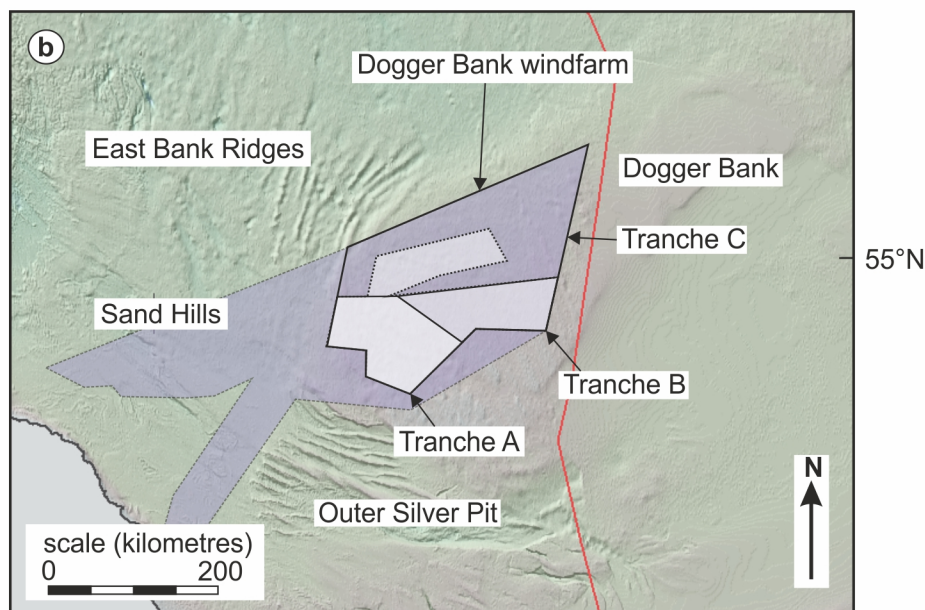 b
Dogger Bank windfarm
East Bank Ridges
Dogger Bank
Tranche C
55°N
Sand Hills
Tranche B
Tranche A
N
Outer Silver Pit
scale (kilometres)
0 200